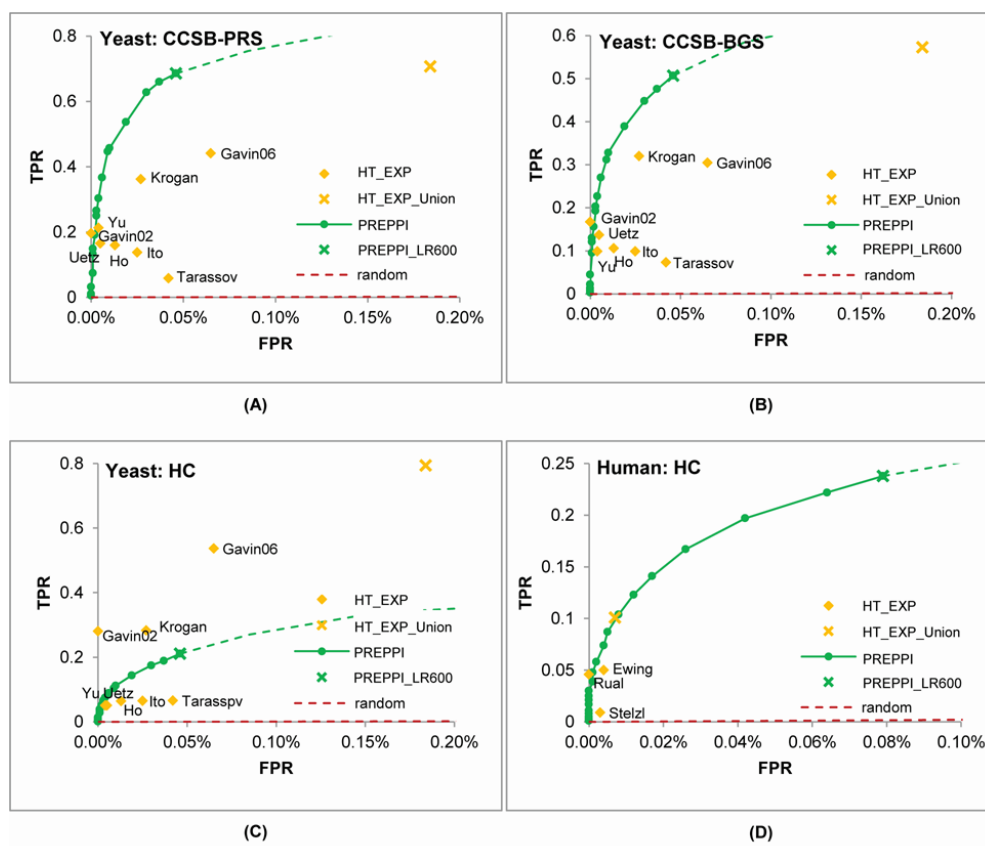 Yeast: CCSB-PRS
0.8
0.6
0.4
0.2
0
TPR
Gavin06
Krogan
Yu
Gavin02
Uetz
Ho
Ito
Tarassov
HT_EXP
HT_EXP_Union
PREPPI
PREPPI_LR600
random
0.00%
0.05%
0.10%
0.15%
0.20%
FPR
(A)
Yeast: CCSB-BGS
0.6
0.5
0.4
0.3
0.2
0.1
0
TPR
Krogan
Gavin06
Gavin02
Uetz
Yu
Ho
Ito
Tarassov
HT_EXP
HT_EXP_Union
PREPPI
PREPPI_LR600
random
0.00%
0.05%
0.10%
0.15%
0.20%
FPR
(B)
Yeast: HC
0.8
0.6
0.4
0.2
0
TPR
Gavin06
Gavin02
Krogan
Yu
Uetz
Ho
Ito
Tarasspv
HT_EXP
HT_EXP_Union
PREPPI
PREPPI_LR600
random
0.00%
0.05%
0.10%
0.15%
0.20%
FPR
(C)
Human: HC
0.25
0.2
0.15
0.1
0.05
0
TPR
Ewing
Rual
Stelzl
HT_EXP
HT_EXP_Union
PREPPI
PREPPI_LR600
random
0.00%
0.02%
0.04%
0.06%
0.08%
0.10%
FPR
(D)